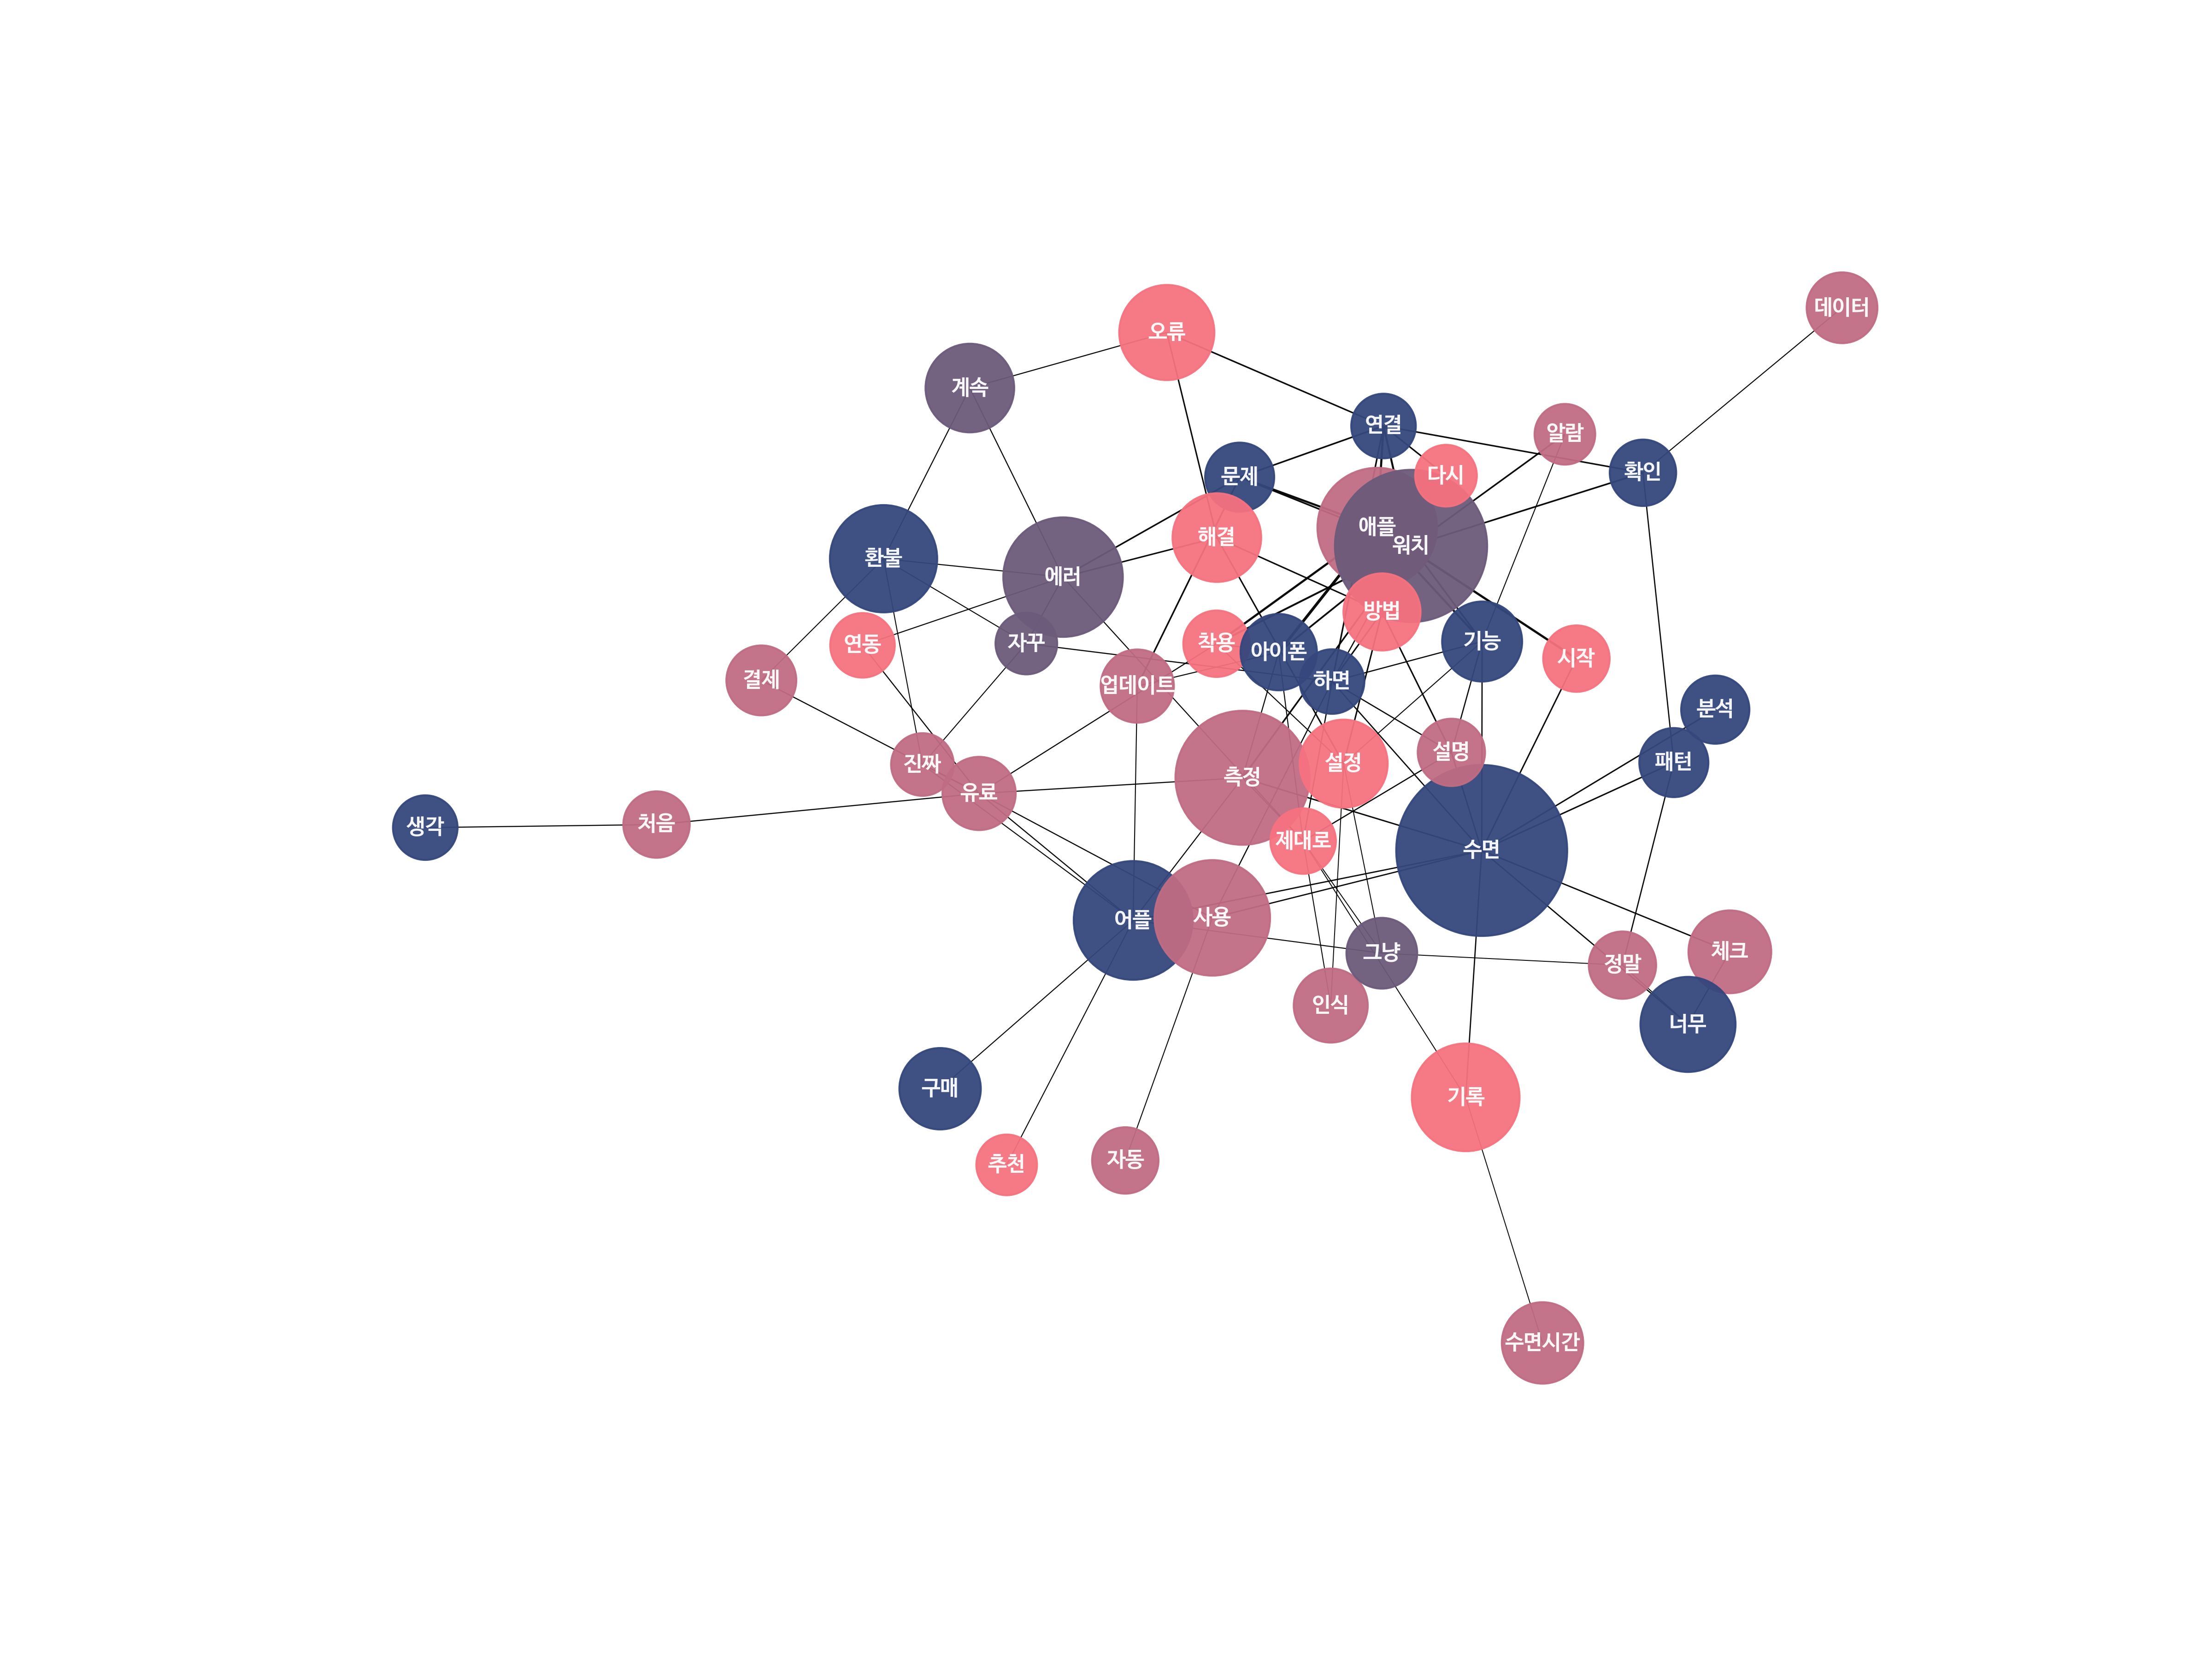 데이터
오류
계속
연결
알람
확인
문제
다시
애플
해결
워치
환불
에러
방법
연동
자꾸
착용
아이폰
기능
시작
결제
업데이트
하면
분석
진짜
설명
패턴
측정
설정
유료
생각
처음
제대로
수면
어플
사용
그냥
체크
정말
인식
너무
구매
기록
추천
자동
수면시간